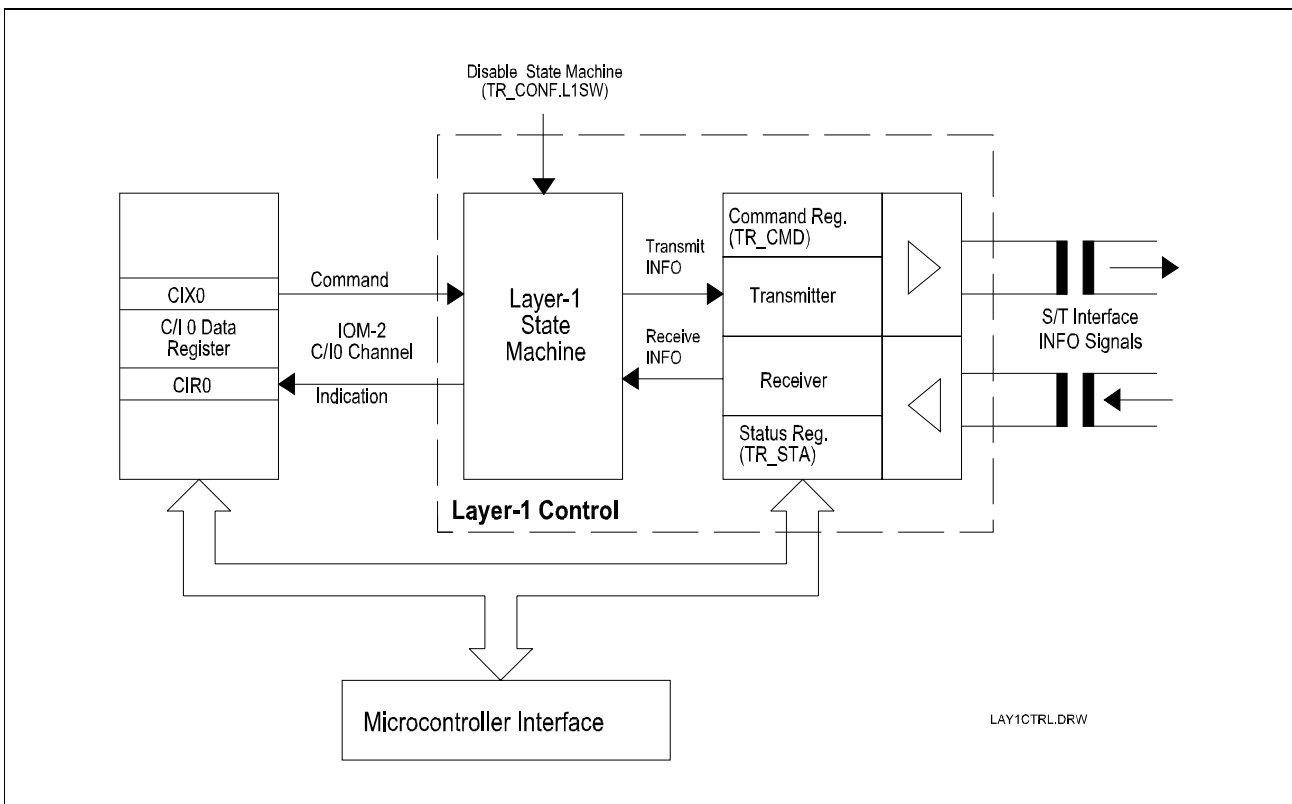 Disable State Machine
(TR_CONF.L1SW)
CIX0
C/I 0 Data
Register
CIR0
Command
IOM-2
C/I0 Channel
Indication
Layer-1
State
Machine
Transmit
INFO
Receive
INFO
Command Reg.
(TR_CMD)
Transmitter
Receiver
Status Reg.
(TR_STA)
S/T Interface
INFO Signals
Layer-1 Control
Microcontroller Interface
LAY1CTRL.DRW